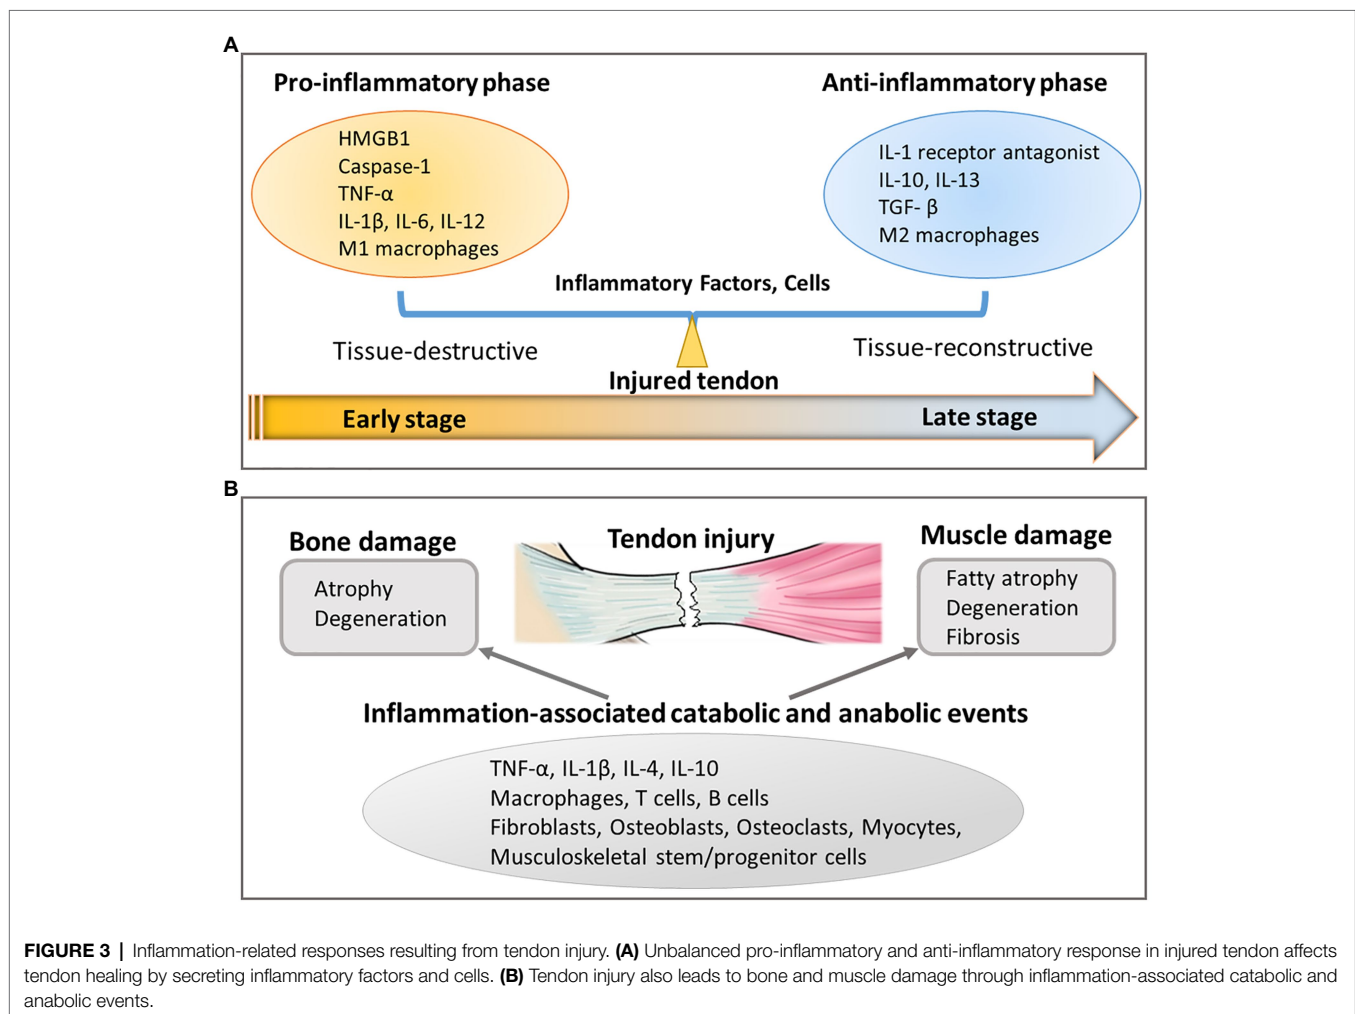 A
Pro-inflammatory phase
HMGB1
Caspase-1
TNF-α
IL-1β, IL-6, IL-12
M1 macrophages
Anti-inflammatory phase
IL-1 receptor antagonist
IL-10, IL-13
TGF- β
M2 macrophages
Inflammatory Factors, Cells
Tissue-destructive
Tissue-reconstructive
Injured tendon
Early stage
Late stage
B
Bone damage
Atrophy
Degeneration
Tendon injury
Muscle damage
Fatty atrophy
Degeneration
Fibrosis
Inflammation-associated catabolic and anabolic events
TNF-α, IL-1β, IL-4, IL-10
Macrophages, T cells, B cells
Fibroblasts, Osteoblasts, Osteoclasts, Myocytes,
Musculoskeletal stem/progenitor cells
FIGURE 3 | Inflammation-related responses resulting from tendon injury. (A) Unbalanced pro-inflammatory and anti-inflammatory response in injured tendon affects
tendon healing by secreting inflammatory factors and cells. (B) Tendon injury also leads to bone and muscle damage through inflammation-associated catabolic and
anabolic events.